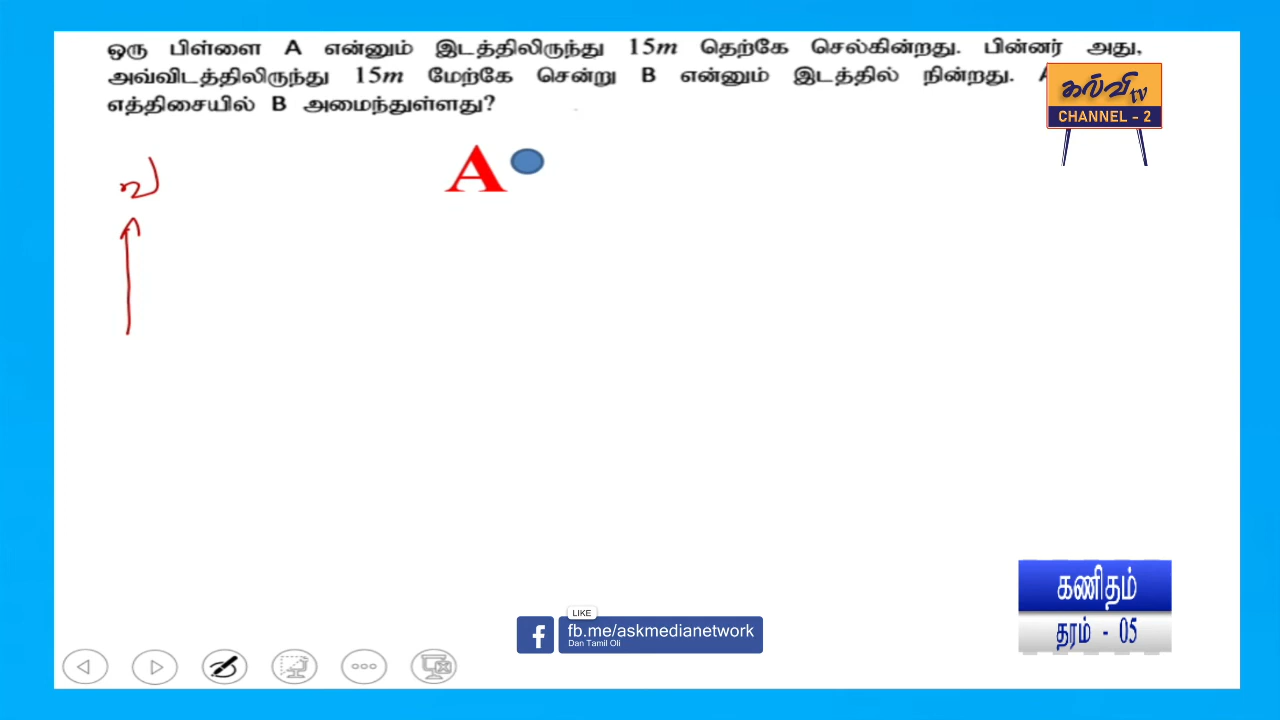 ஒரு பிள்ளை A என்னும் இடத்திலிருந்து 15m தெற்கே செல்கின்றது. பின்னர் அது,
அவ்விடத்திலிருந்து 15m மேற்கே சென்று B என்னும் இடத்தில் நின்றது.
எத்திசையில் B அமைந்துள்ளது?
கல்வி tv
CHANNEL - 2
வ
A
கணிதம்
தரம் - 05
LIKE
f fb.me/askmedianetwork
Dan Tamil Oli